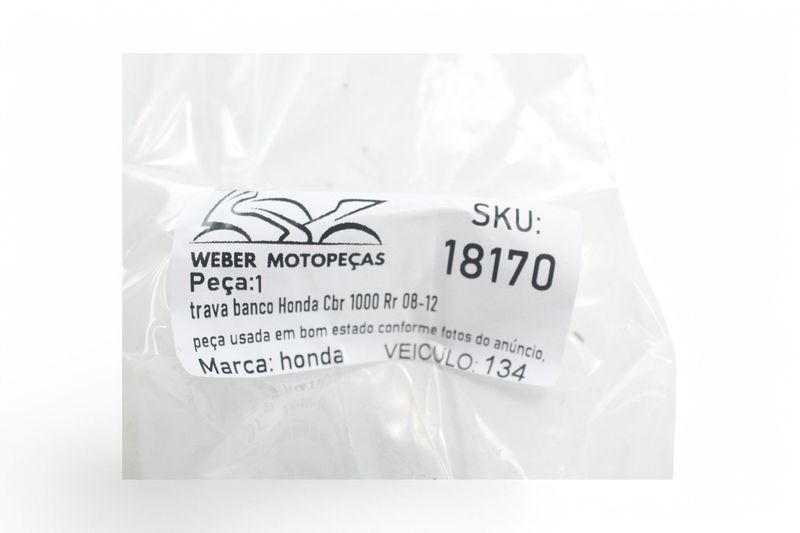 WEBER MOTOPEÇAS
SKU:
18170
Peça:1
trava banco Honda Cbr 1000 Rr 08-12
peça usada em bom estado conforme fotos do anúncio,
Marca: honda
VEICULO: 134